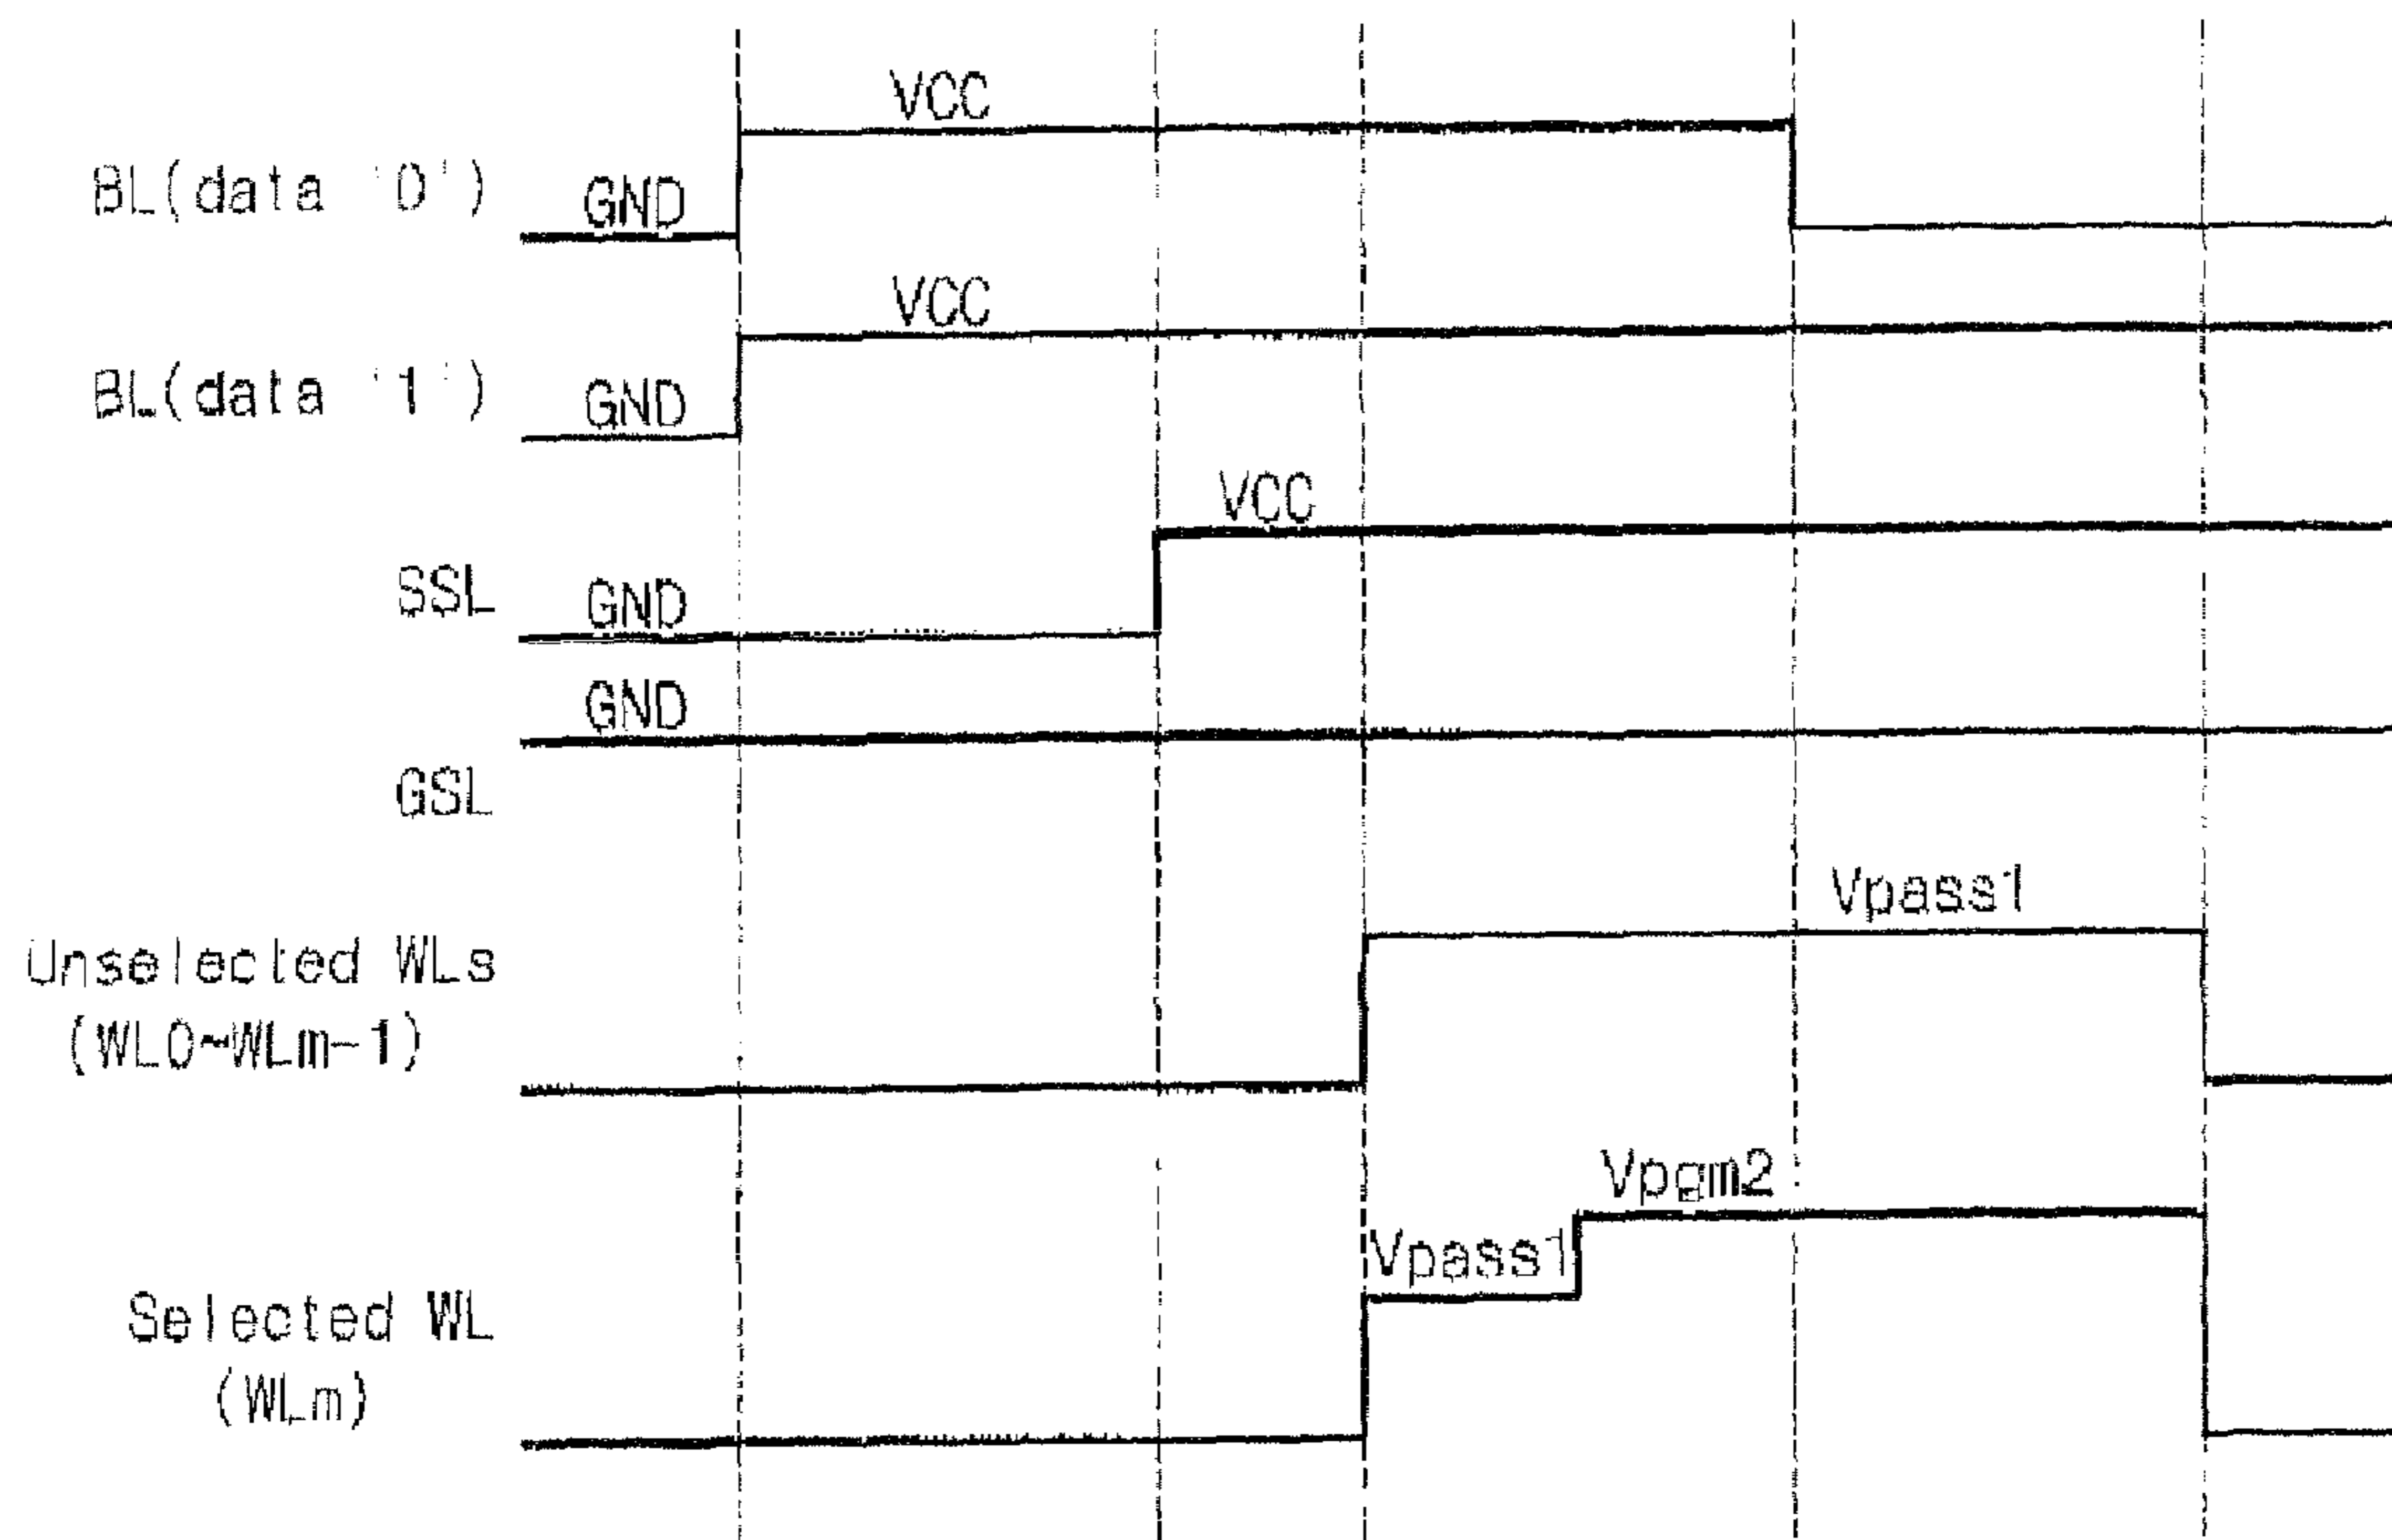 VCC
BL(data '0')
GND
VCC
BL(data '1')
GND
VCC
SSL
GND
GND
GSL
Vpass1
Unselected WLs
(WL0~WLm-1)
Vpgm2
Vpass1
Selected WL
(WLm)